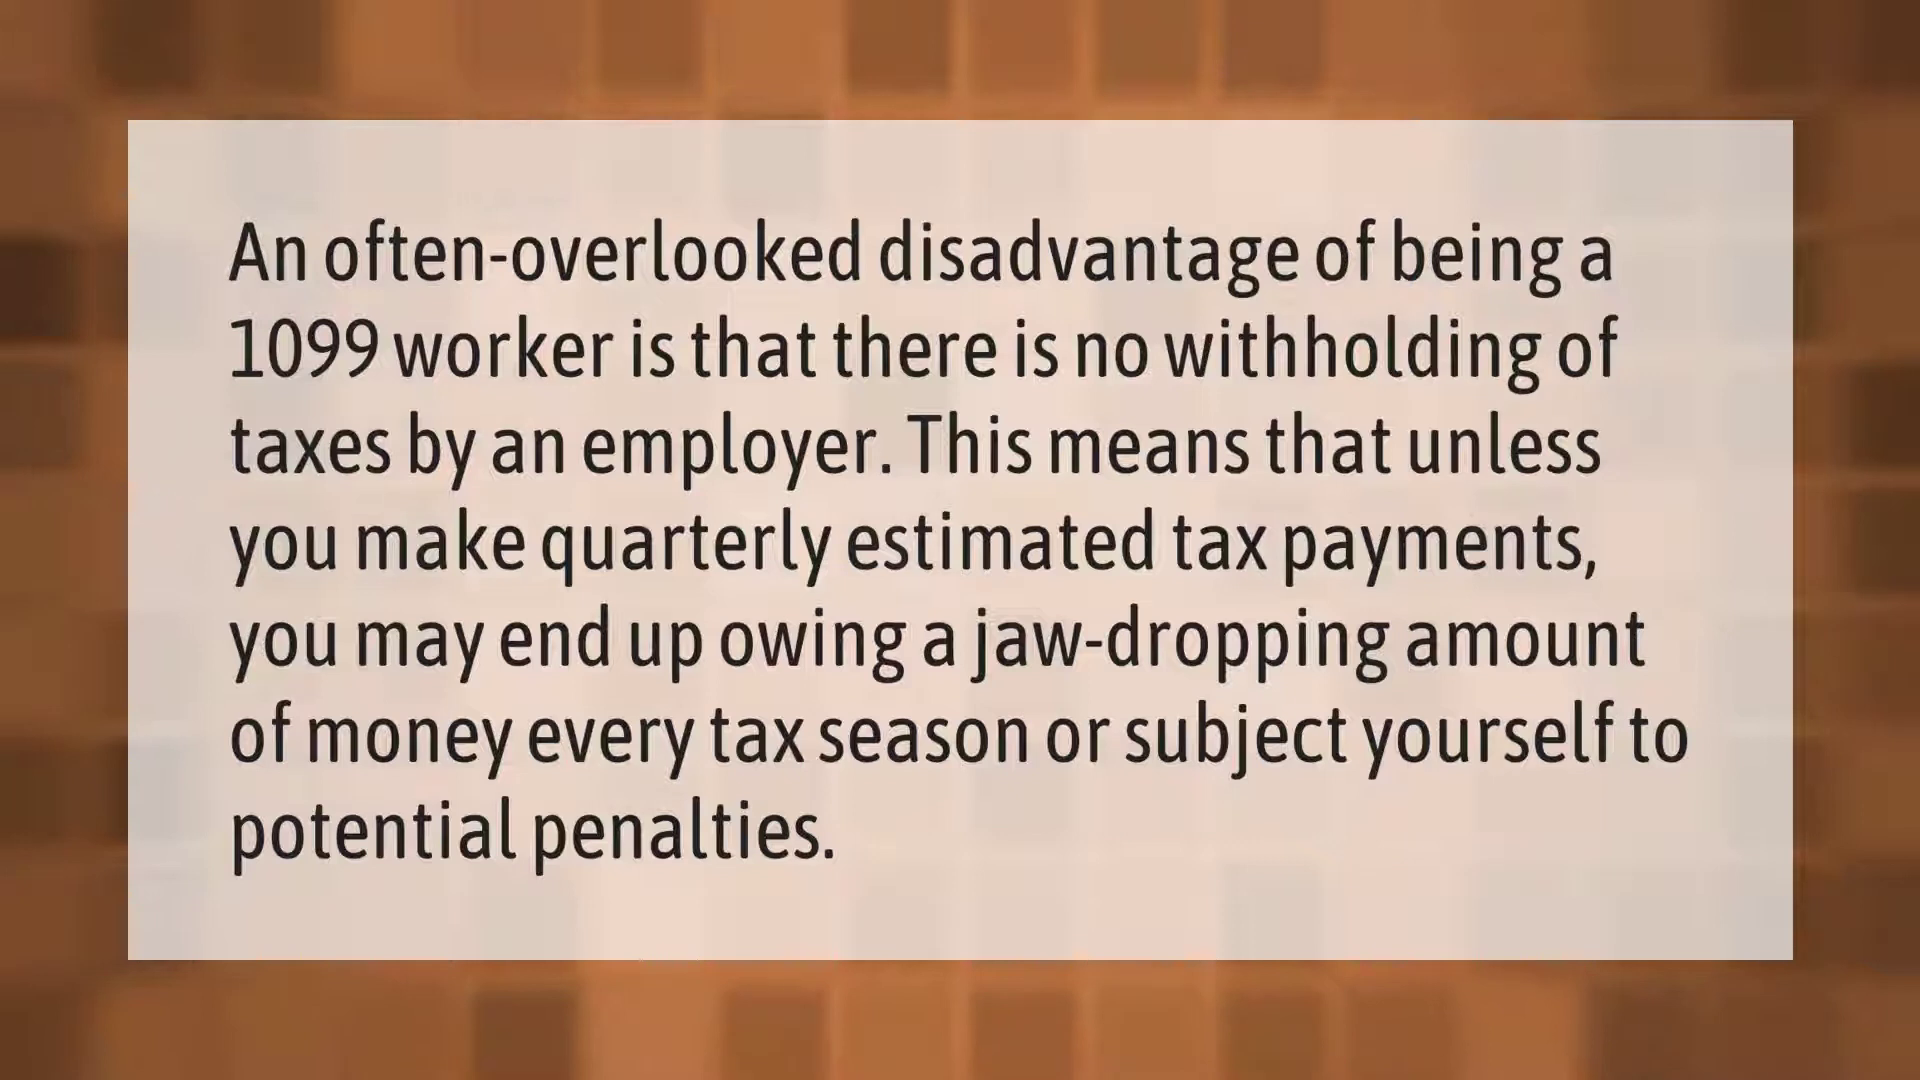 An often-overlooked disadvantage of being a
1099 worker is that there is no withholding of
taxes by an employer. This means that unless
you make quarterly estimated tax payments,
you may end up owing a jaw-dropping amount
of money every tax season or subject yourself to
potential penalties.